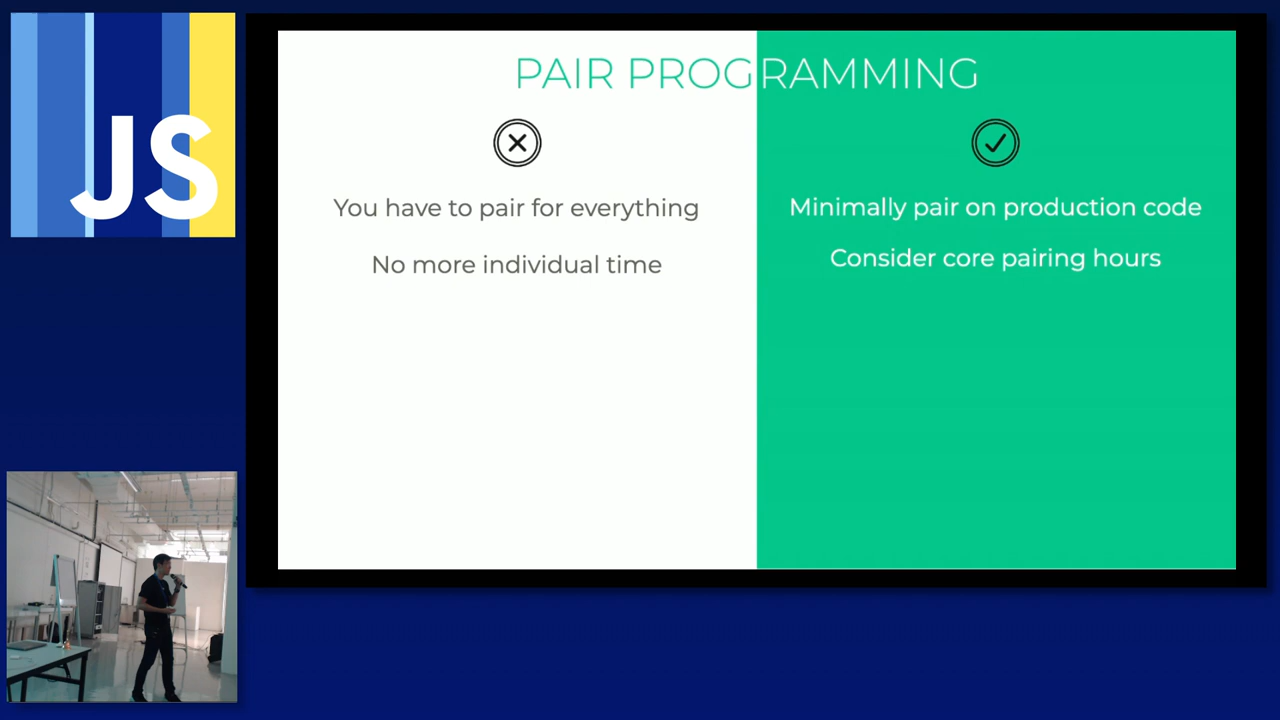 JS
PAIR PROGRAMMING
You have to pair for everything
No more individual time
Minimally pair on production code
Consider core pairing hours